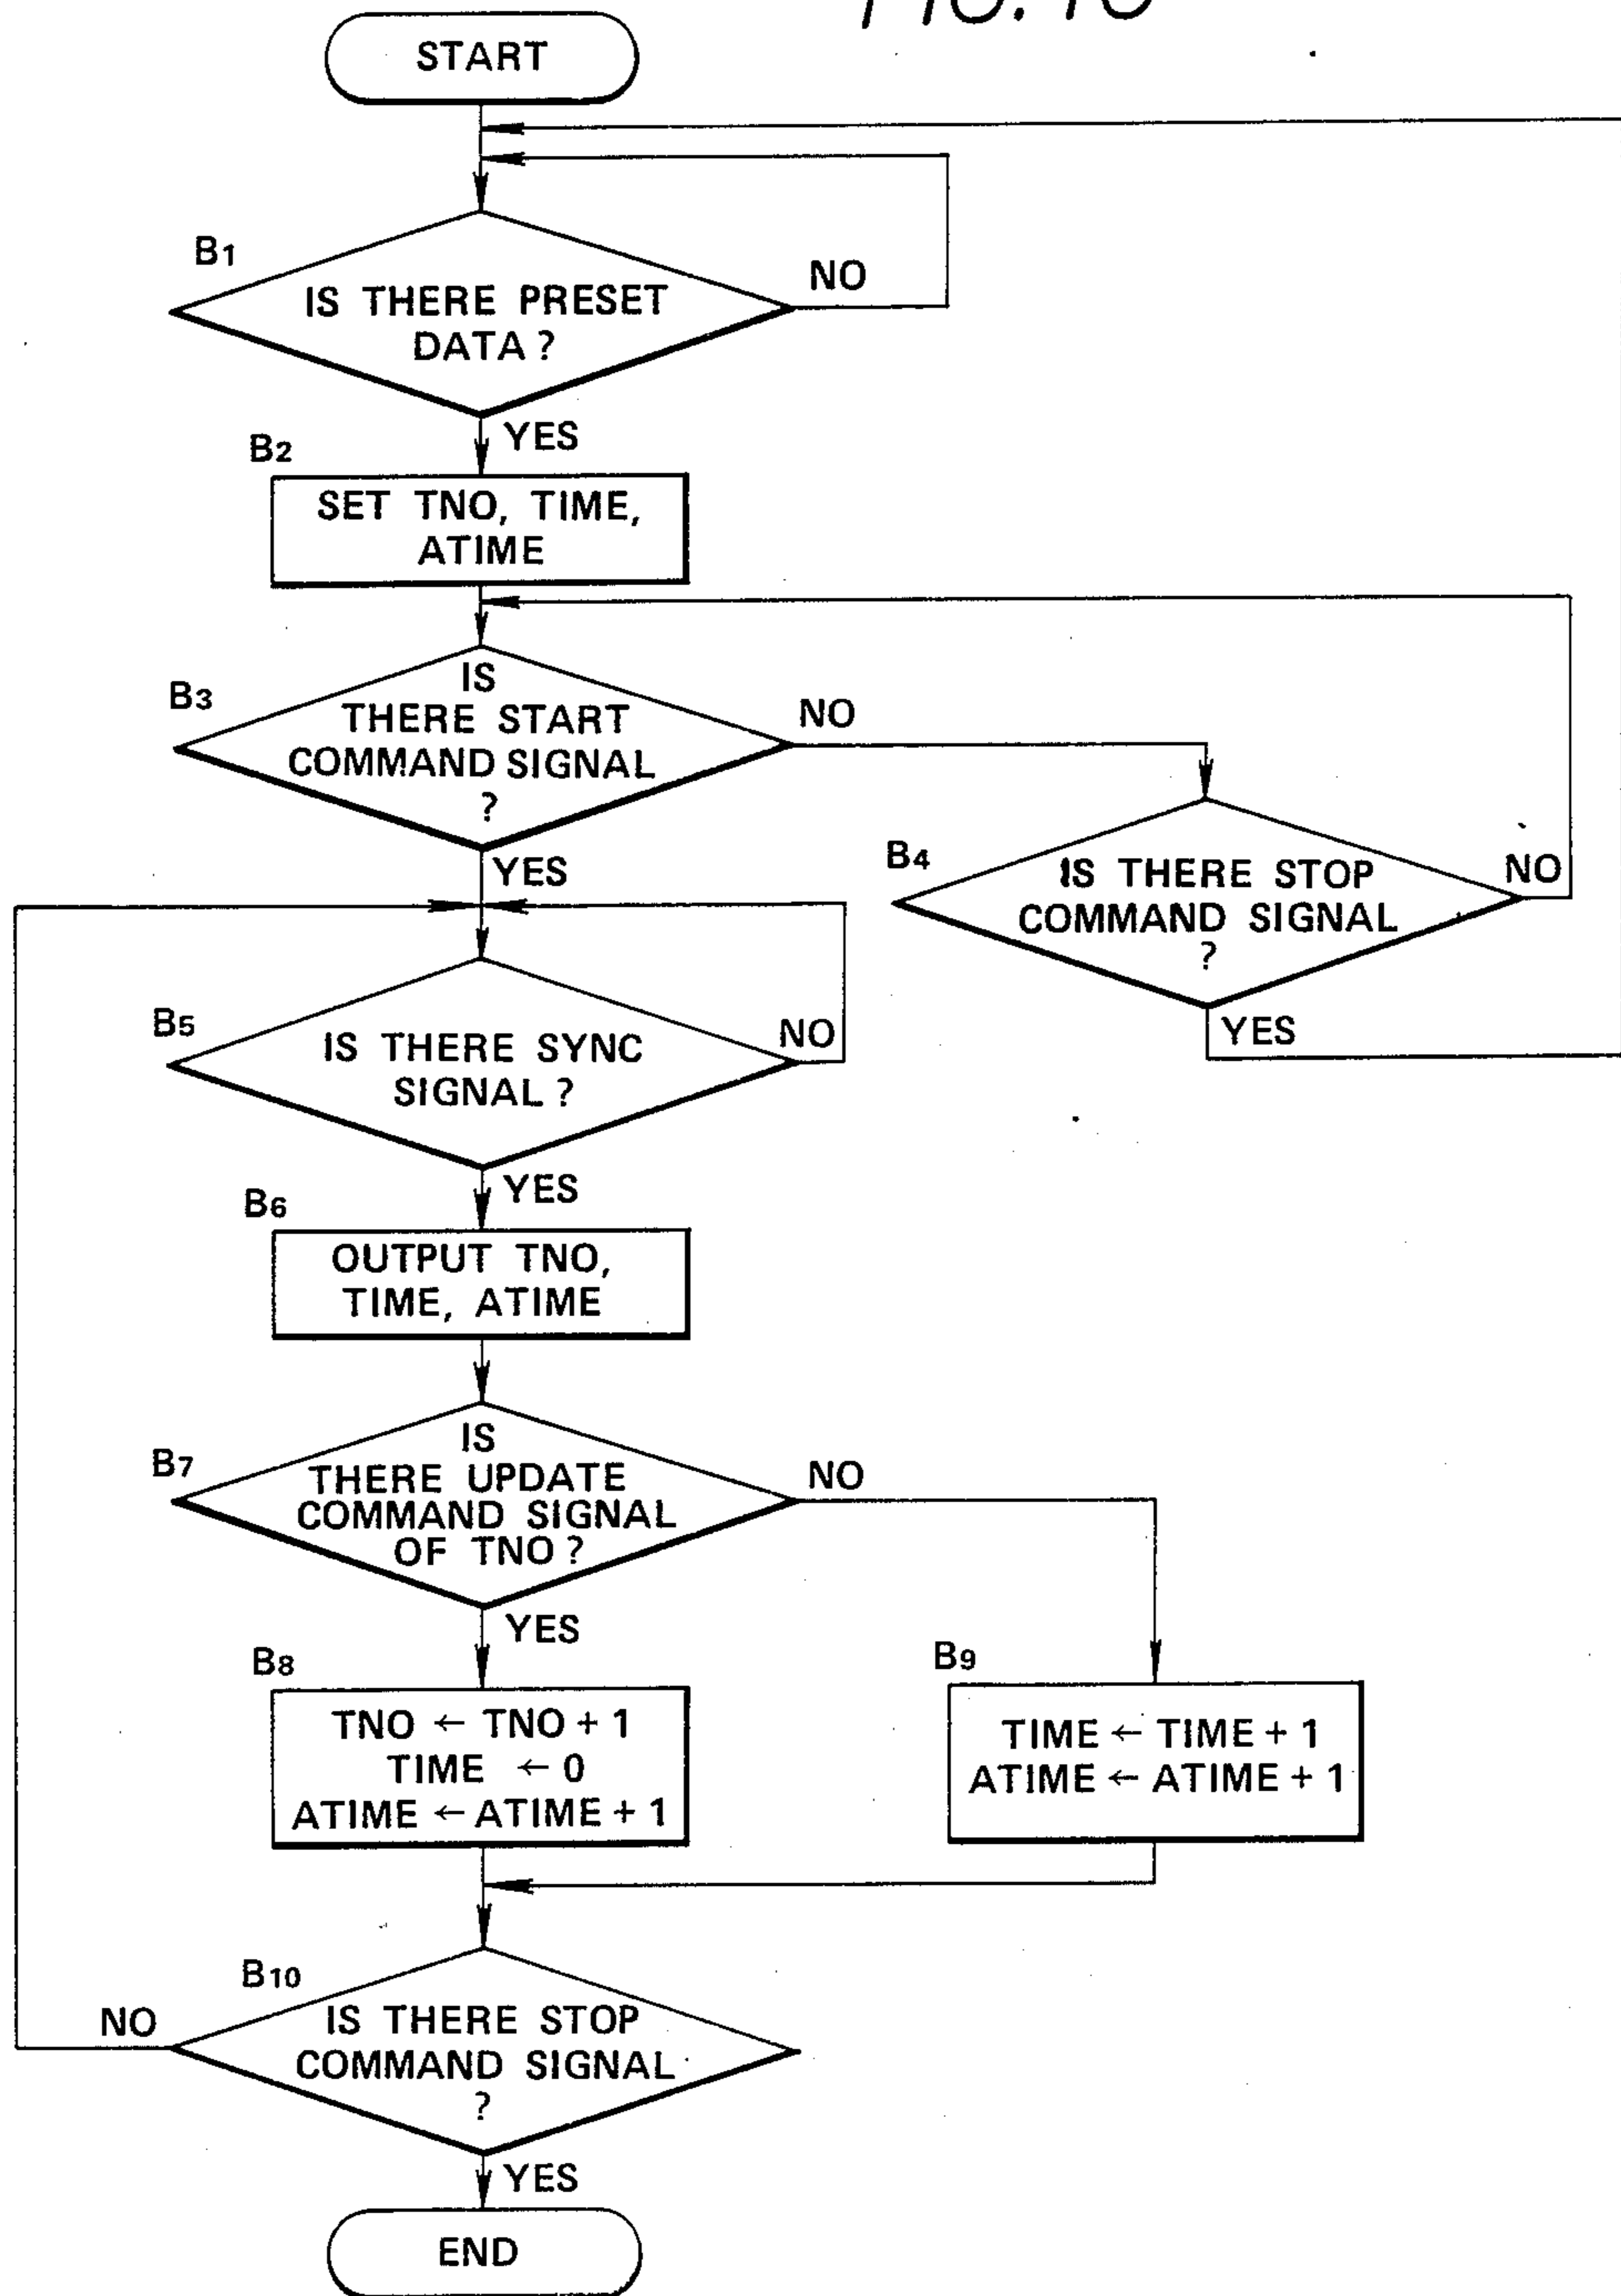 START
B1
IS THERE PRESET
DATA ?
NO
YES
B2
SET TNO, TIME,
ATIME
B3
IS
THERE START
COMMAND SIGNAL
?
NO
YES
B4
IS THERE STOP
COMMAND SIGNAL
?
NO
YES
B5
IS THERE SYNC
SIGNAL ?
NO
YES
B6
OUTPUT TNO,
TIME, ATIME
B7
IS
THERE UPDATE
COMMAND SIGNAL
OF TNO ?
NO
YES
B8
TNO ← TNO + 1
TIME ← 0
ATIME ← ATIME + 1
B9
TIME ← TIME + 1
ATIME ← ATIME + 1
B10
IS THERE STOP
COMMAND SIGNAL
?
NO
YES
END